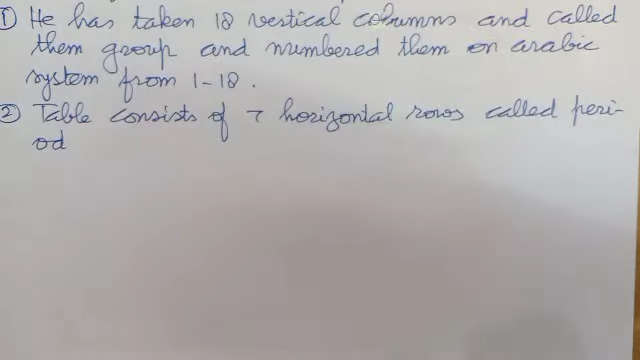 ① He has taken 18 vertical columns and called
them group and numbered them on arabic
system from 1-18.
② Table consists of 7 horizontal rows called peri-
od